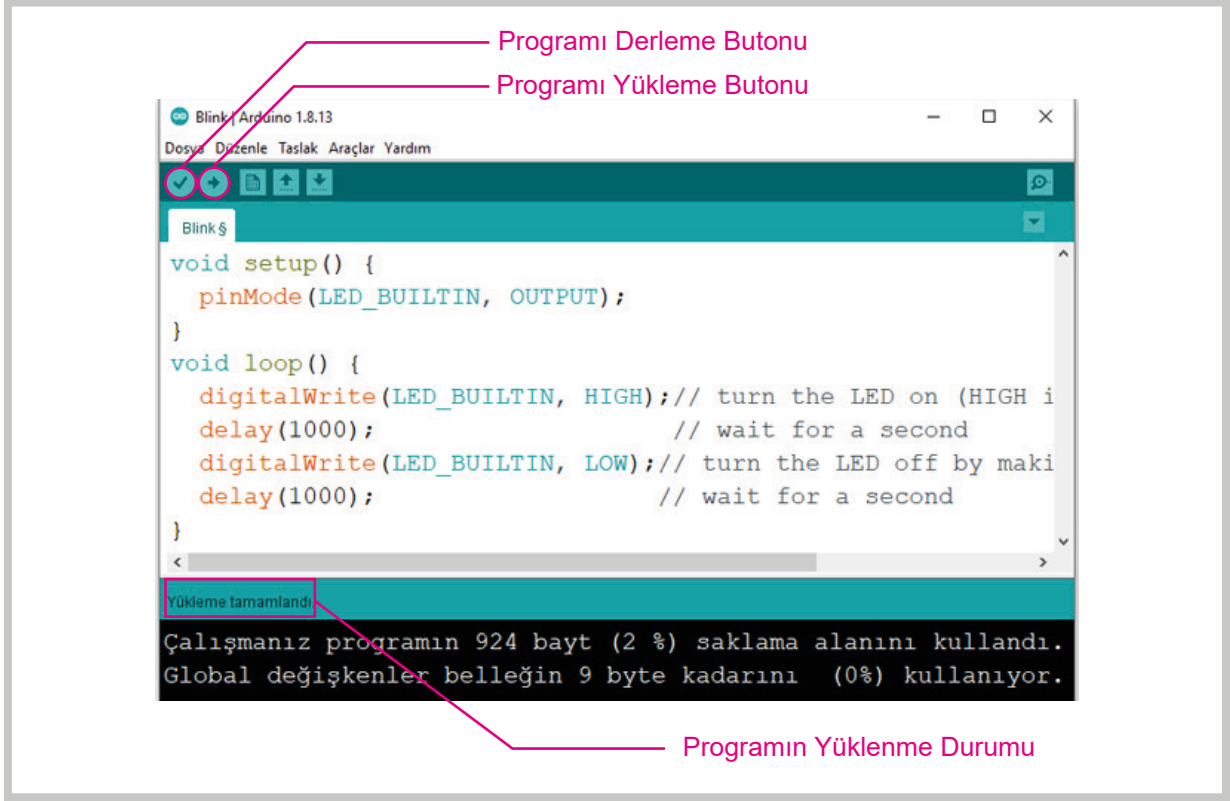 Programı Derleme Butonu
Programı Yükleme Butonu
Blink | Arduino 1.8.13
Dosya Düzenle Taslak Araçlar Yardım
Blink §
void setup() {
  pinMode(LED_BUILTIN, OUTPUT);
}
void loop() {
  digitalWrite(LED_BUILTIN, HIGH);// turn the LED on (HIGH i
  delay(1000);                     // wait for a second
  digitalWrite(LED_BUILTIN, LOW);// turn the LED off by maki
  delay(1000);                    // wait for a second
}
Yükleme tamamlandı.
Çalışmanız programın 924 bayt (2 %) saklama alanını kullandı.
Global değişkenler belleğin 9 byte kadarını  (0%) kullanıyor.
Programın Yüklenme Durumu